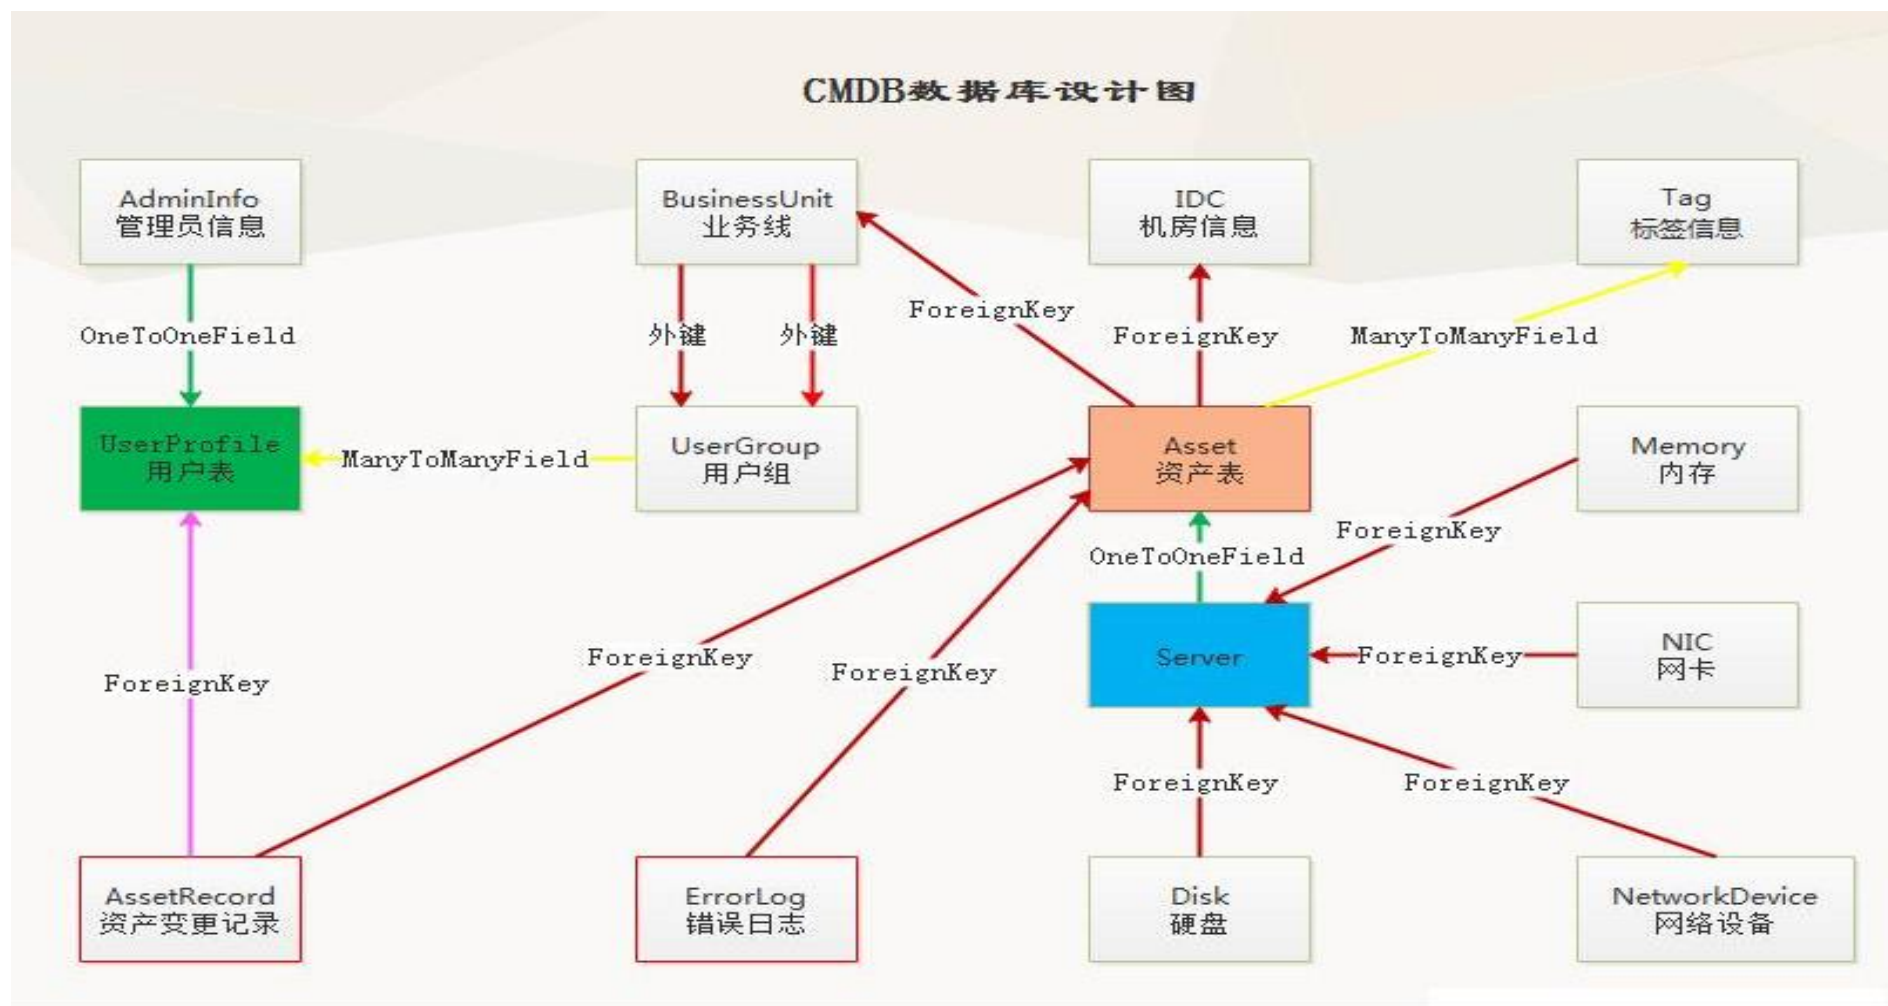 CMDB数据库设计图
AdminInfo
管理员信息
BusinessUnit
业务线
IDC
机房信息
Tag
标签信息
ForeignKey
OneToOneField
外键
外键
ForeignKey
ManyToManyField
UserProfile
用户表
ManyToManyField
UserGroup
用户组
Asset
资产表
Memory
内存
ForeignKey
OneToOneField
ForeignKey
ForeignKey
ForeignKey
Server
ForeignKey
NIC
网卡
ForeignKey
ForeignKey
ForeignKey
AssetRecord
资产变更记录
ErrorLog
错误日志
Disk
硬盘
NetworkDevice
网络设备